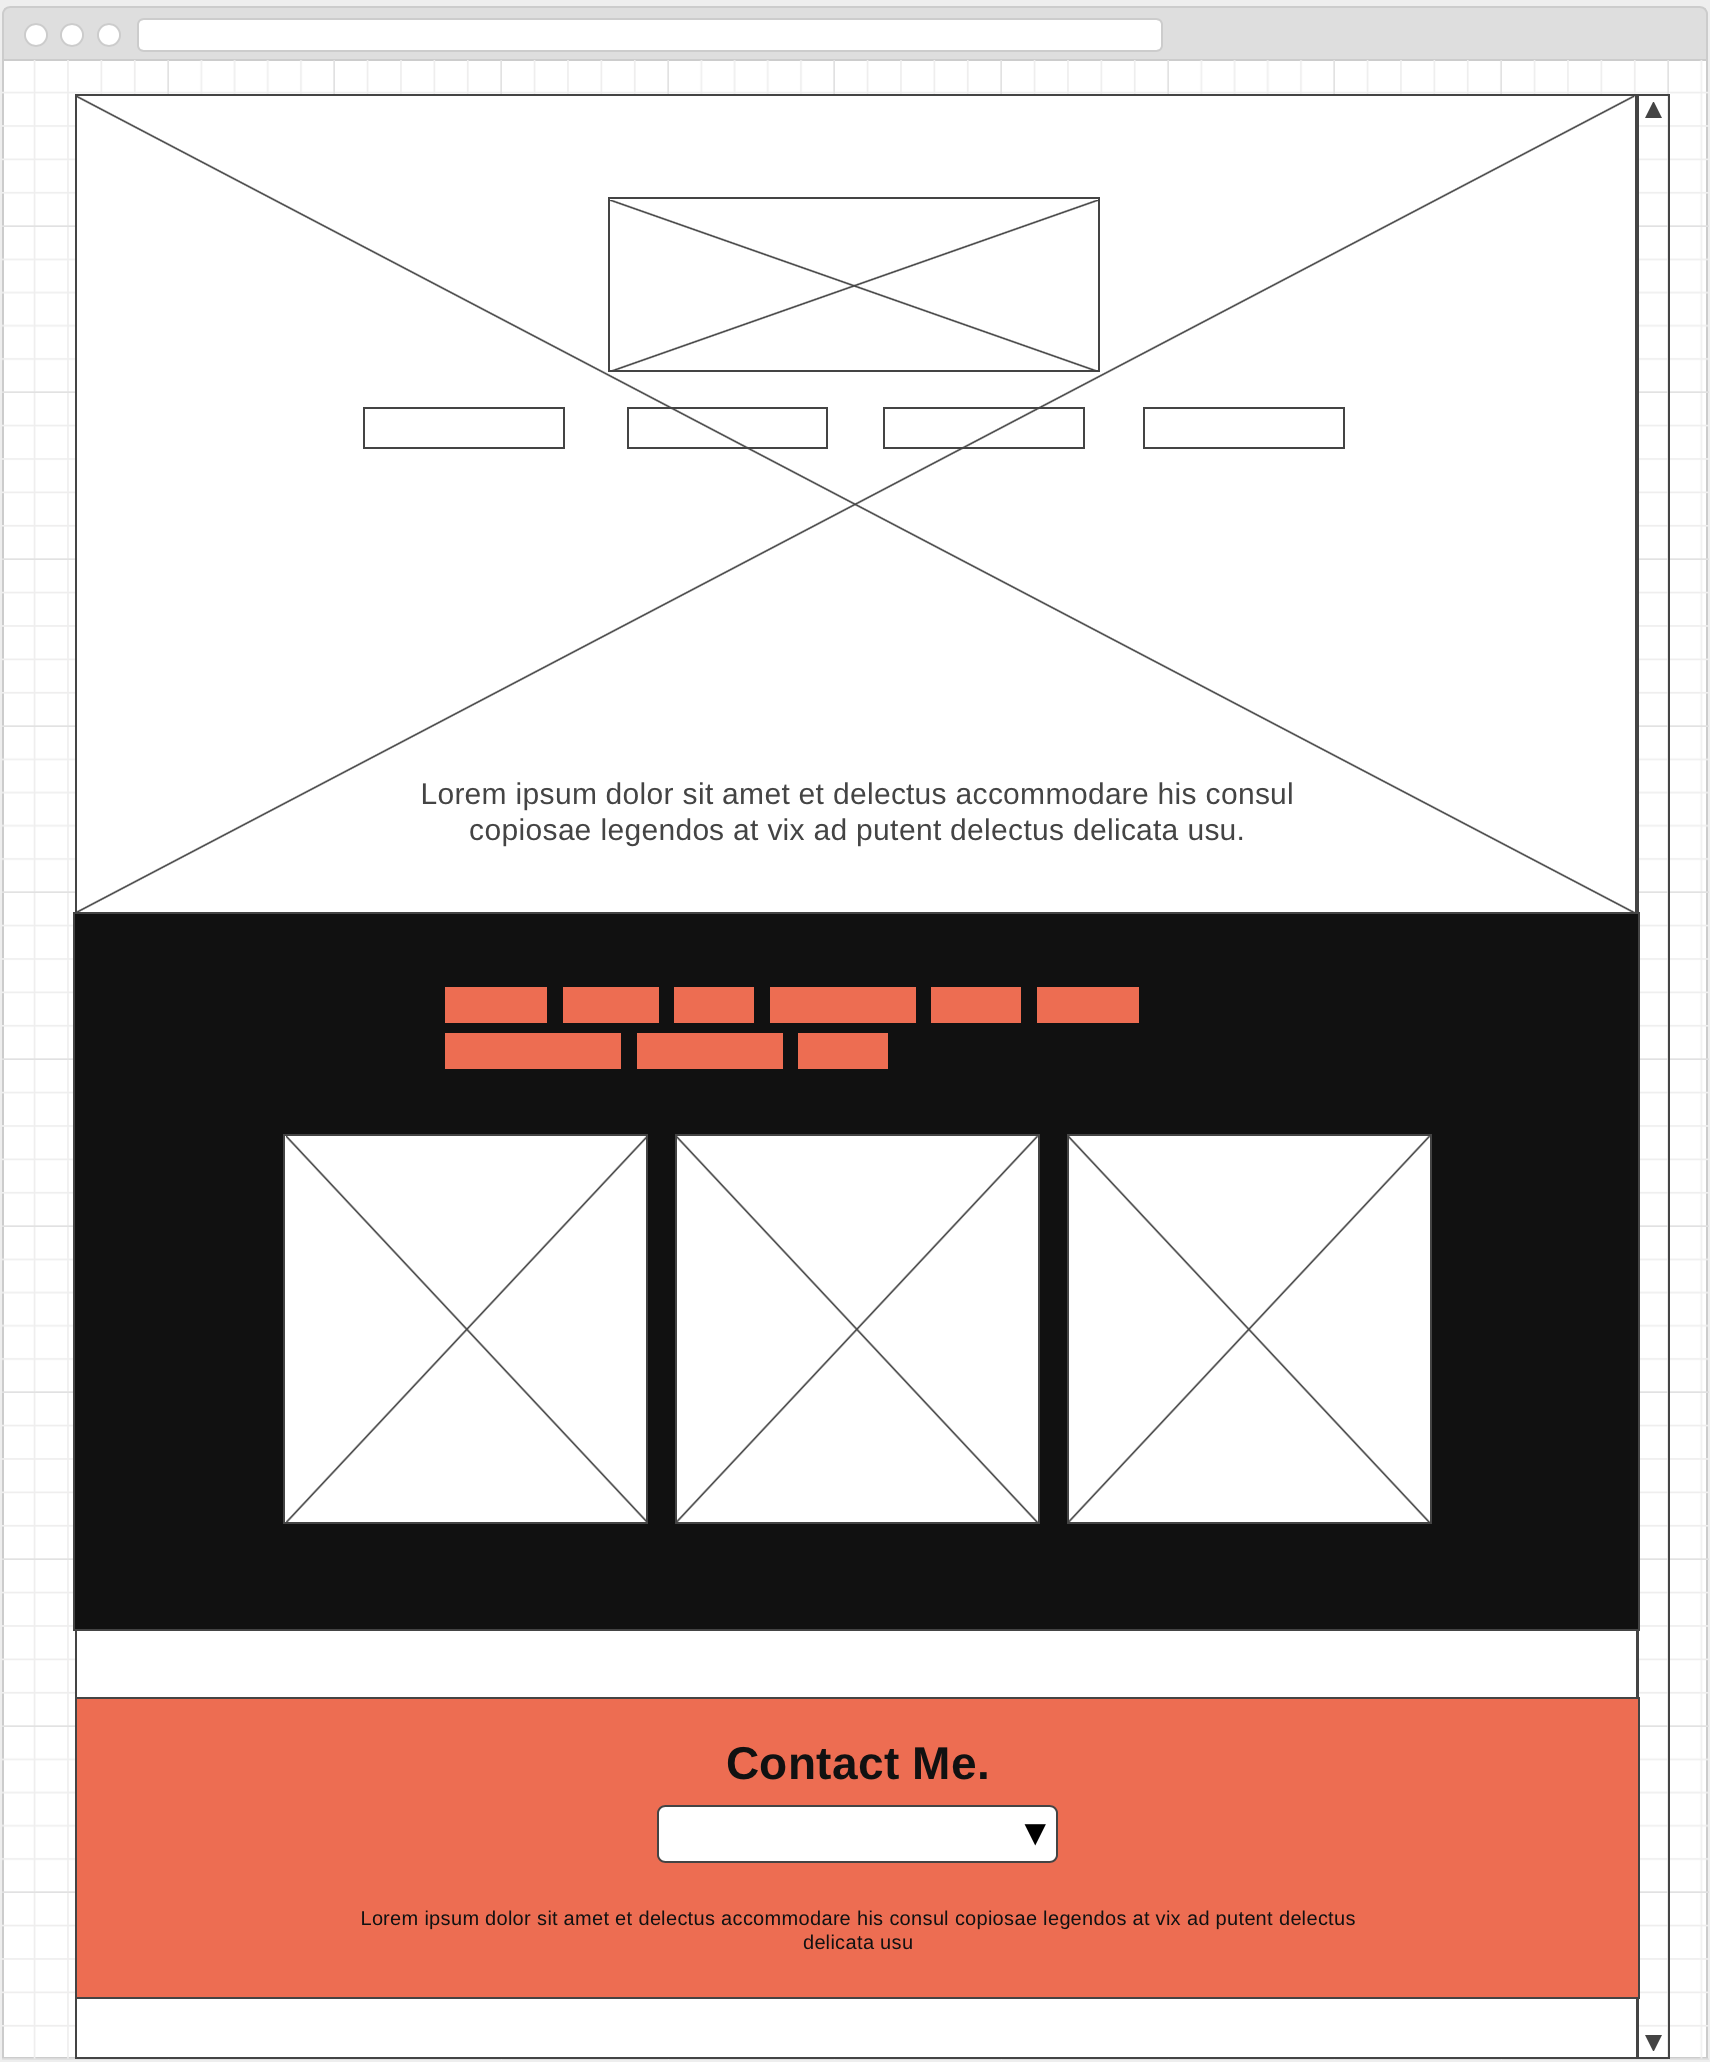 Lorem ipsum dolor sit amet et delectus accommodare his consul
copiosae legendos at vix ad putent delectus delicata usu.
Contact Me.
Lorem ipsum dolor sit amet et delectus accommodare his consul copiosae legendos at vix ad putent delectus
delicata usu